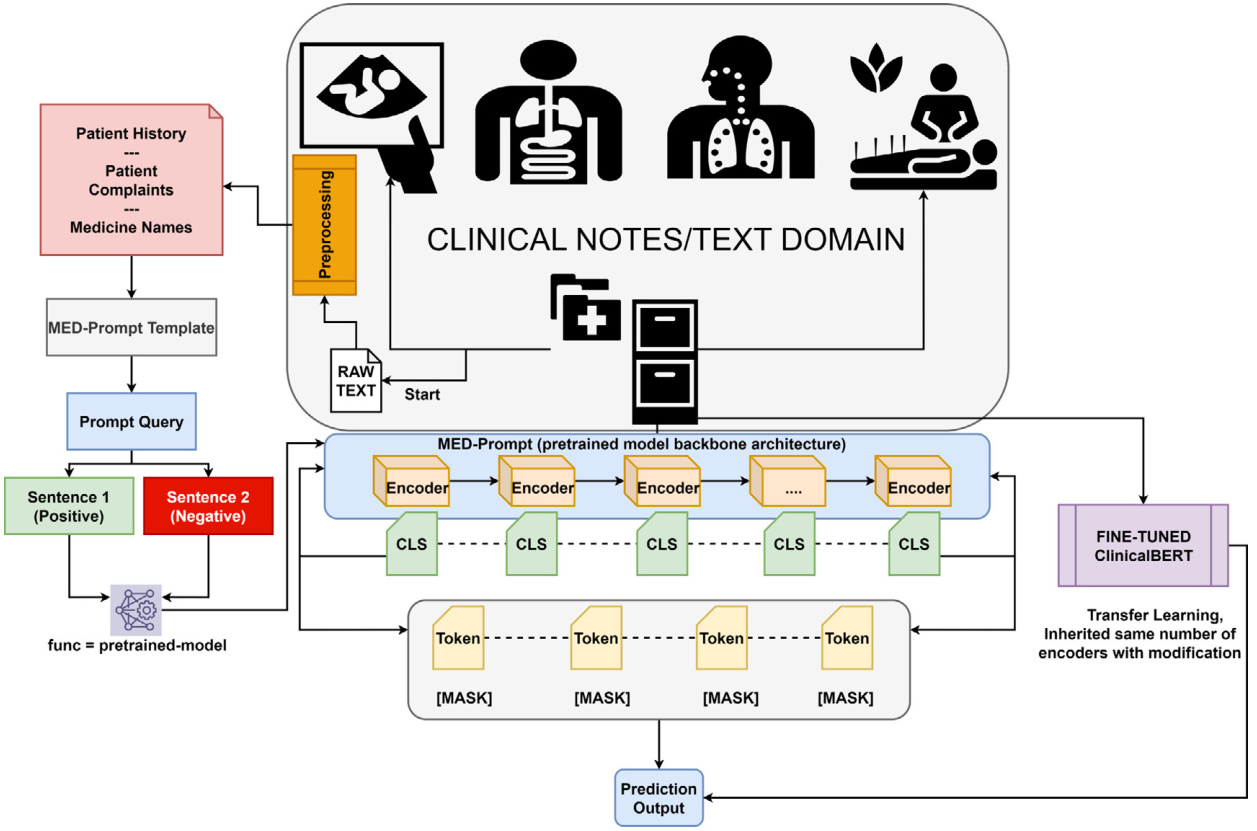 Patient History
---
Patient
Complaints
---
Medicine Names
Preprocessing
CLINICAL NOTES/TEXT DOMAIN
RAW
TEXT
Start
MED-Prompt Template
Prompt Query
Sentence 1
(Positive)
Sentence 2
(Negative)
func = pretrained-model
MED-Prompt (pretrained model backbone architecture)
Encoder
Encoder
Encoder
....
Encoder
CLS
CLS
CLS
CLS
CLS
Token
Token
Token
Token
[MASK]
[MASK]
[MASK]
[MASK]
FINE-TUNED
ClinicalBERT
Transfer Learning,
Inherited same number of
encoders with modification
Prediction
Output